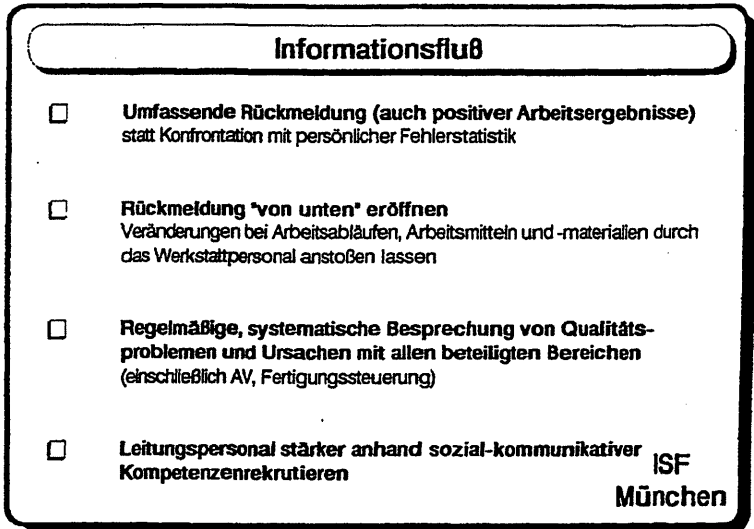 Informationsfluß
Umfassende Rückmeldung (auch positiver Arbeitsergebnisse)
statt Konfrontation mit persönlicher Fehlerstatistik
Rückmeldung "von unten" eröffnen
Veränderungen bei Arbeitsabläufen, Arbeitsmitteln und -materialien durch
das Werkstattpersonal anstoßen lassen
Regelmäßige, systematische Besprechung von Qualitäts-
problemen und Ursachen mit allen beteiligten Bereichen
(einschließlich AV, Fertigungssteuerung)
Leitungspersonal stärker anhand sozial-kommunikativer
Kompetenzenrekrutieren
ISF
München